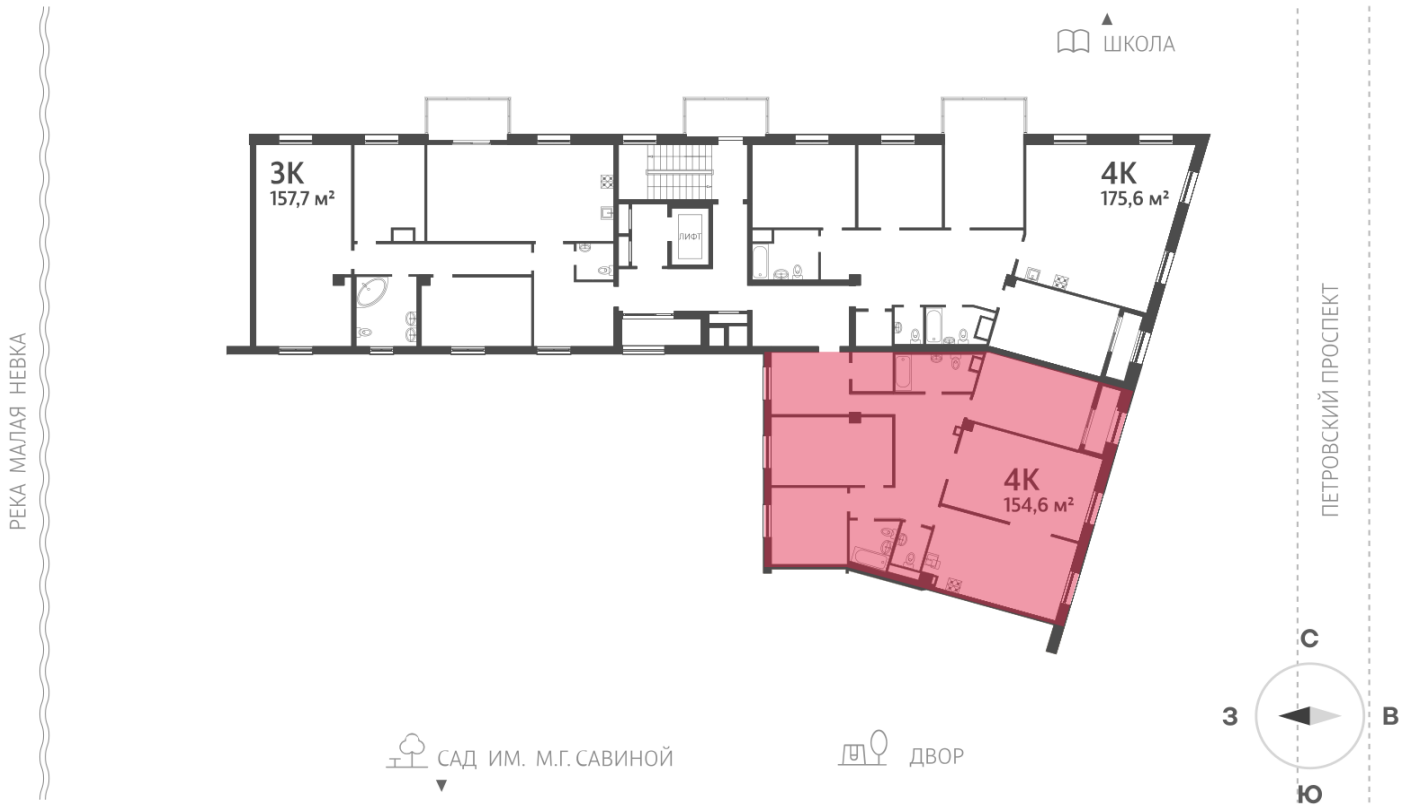 ШКОЛА
3К
157,7 м²
4К
175,6 м²
ЛИФТ
РЕКА МАЛАЯ НЕВКА
ПЕТРОВСКИЙ ПРОСПЕКТ
4К
154,6 м²
С
З
В
Ю
САД ИМ. М.Г. САВИНОЙ
ДВОР